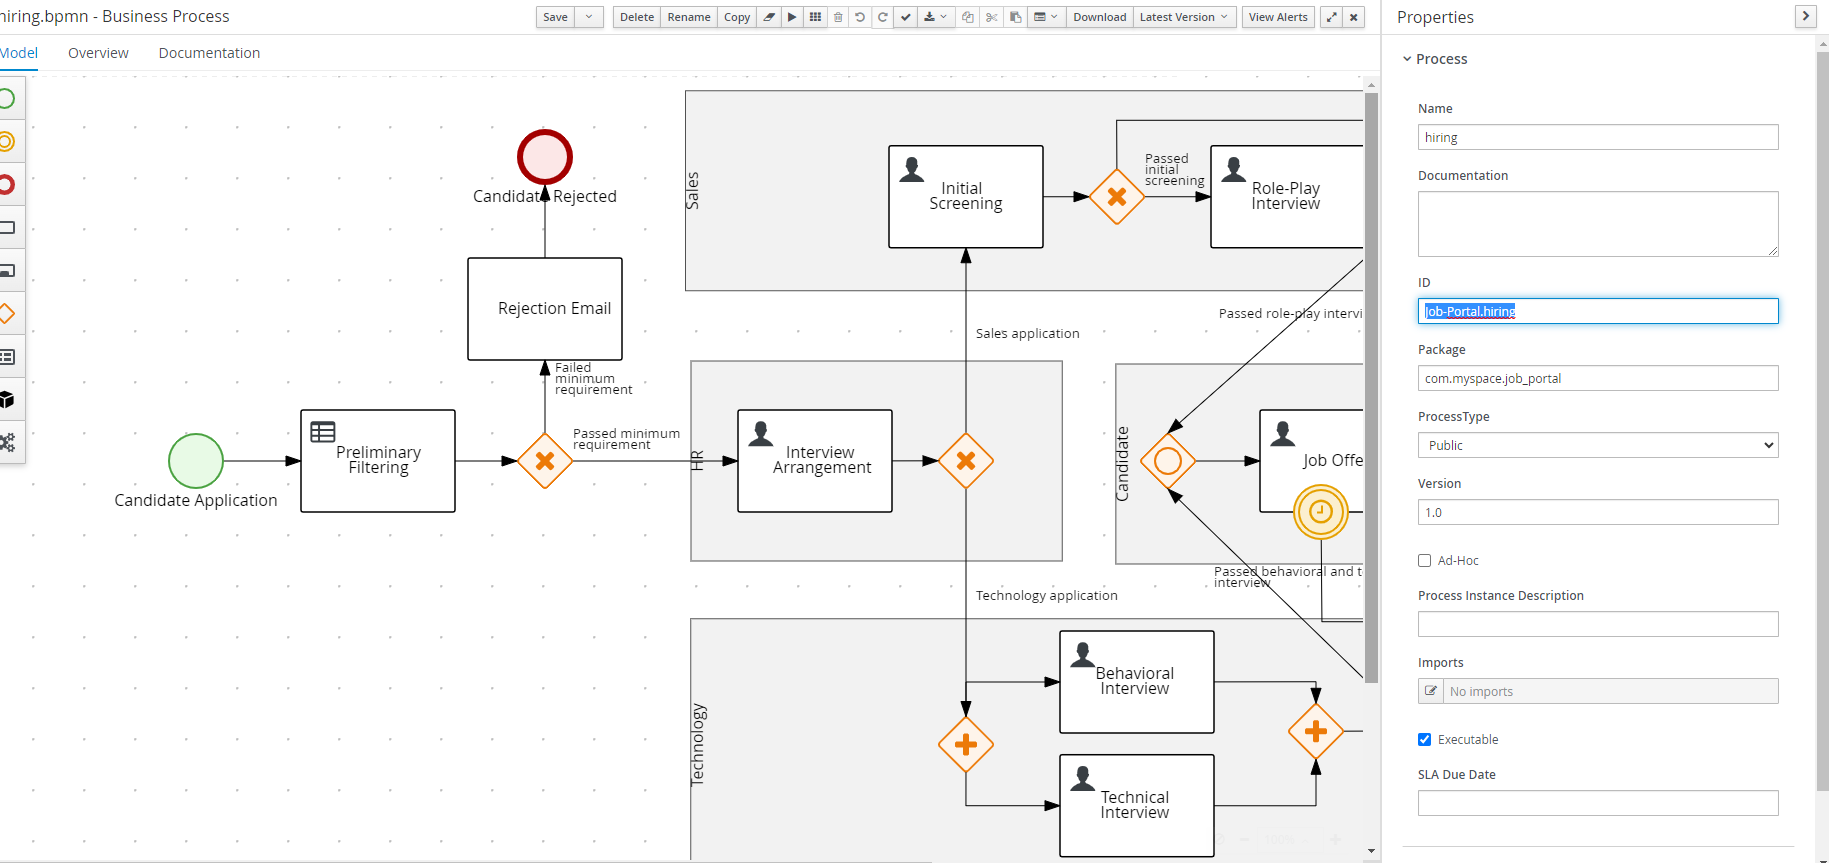 hiring.bpmn - Business Process
Save
Delete
Rename
Copy
Download
Latest Version
View Alerts
Properties
Model
Overview
Documentation
Process
Name
hiring
Documentation
ID
Job-Portal.hiring
Package
com.myspace.job_portal
ProcessType
Public
Version
1.0
Ad-Hoc
Process Instance Description
Imports
No imports
Executable
SLA Due Date
Candidate Rejected
Rejection Email
Failed
minimum
requirement
Candidate Application
Preliminary
Filtering
Passed minimum
requirement
Sales
Initial
Screening
Passed
initial
screening
Role-Play
Interview
Sales application
Passed role-play intervi
HR
Interview
Arrangement
Candidate
Job Offe
Passed behavioral and t
interview
Technology application
Technology
Behavioral
Interview
Technical
Interview